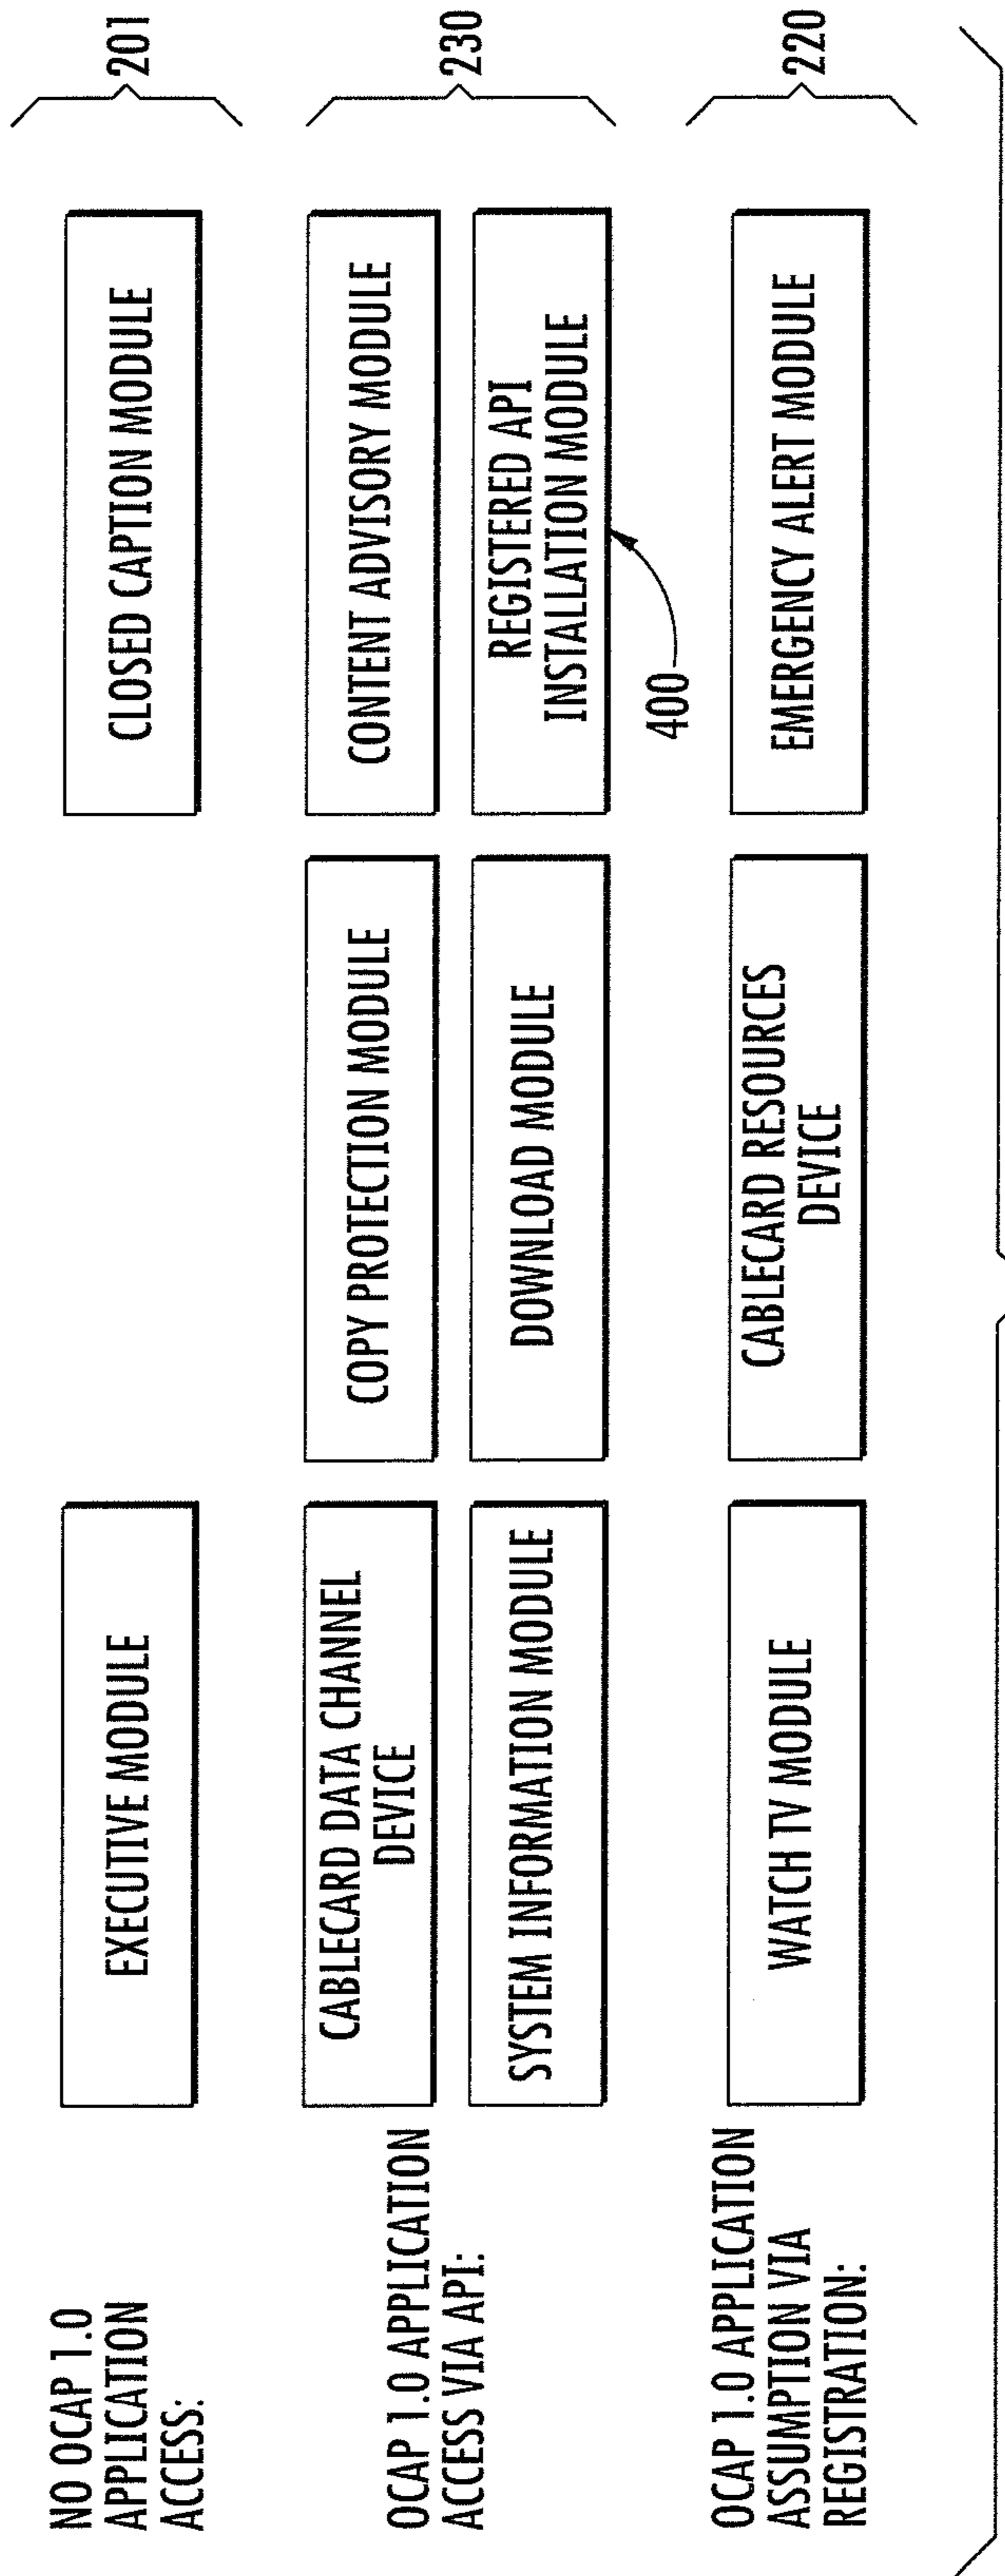 NO OCAP 1.0
APPLICATION
ACCESS:
EXECUTIVE MODULE
CLOSED CAPTION MODULE
201
OCAP 1.0 APPLICATION
ACCESS VIA API:
CABLECARD DATA CHANNEL
DEVICE
COPY PROTECTION MODULE
CONTENT ADVISORY MODULE
SYSTEM INFORMATION MODULE
DOWNLOAD MODULE
REGISTERED API
INSTALLATION MODULE
230
400
OCAP 1.0 APPLICATION
ASSUMPTION VIA
REGISTRATION:
WATCH TV MODULE
CABLECARD RESOURCES
DEVICE
EMERGENCY ALERT MODULE
220